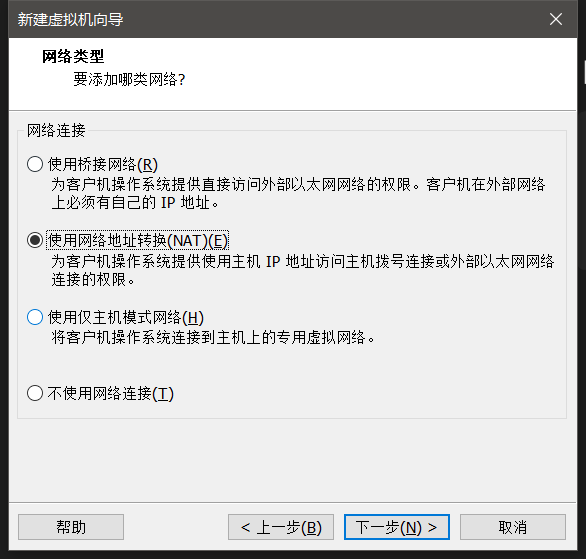 新建虚拟机向导
网络类型
要添加哪类网络?
网络连接
使用桥接网络(R)
为客户机操作系统提供直接访问外部以太网网络的权限。客户机在外部网络
上必须有自己的 IP 地址。
使用网络地址转换(NAT)(E)
为客户机操作系统提供使用主机 IP 地址访问主机拨号连接或外部以太网网络
连接的权限。
使用仅主机模式网络(H)
将客户机操作系统连接到主机上的专用虚拟网络。
不使用网络连接(T)
帮助
< 上一步(B)
下一步(N) >
取消